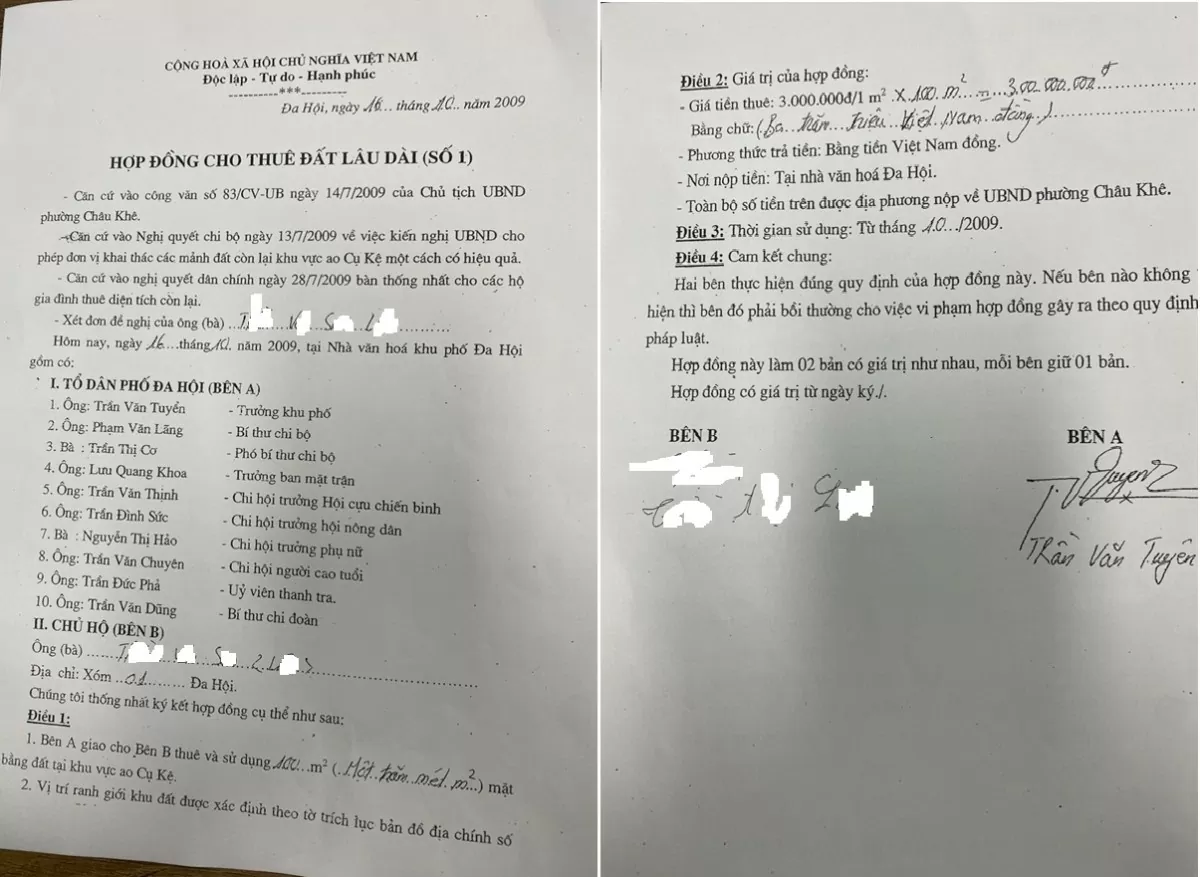 CỘNG HOÀ XÃ HỘI CHỦ NGHĨA VIỆT NAM
Độc lập - Tự do - Hạnh phúc
----------***---------
Đa Hội, ngày 16 tháng 10 năm 2009
HỢP ĐỒNG CHO THUÊ ĐẤT LÂU DÀI (SỐ 1)
- Căn cứ vào công văn số 83/CV-UB ngày 14/7/2009 của Chủ tịch UBND
phường Châu Khê.
- Căn cứ vào Nghị quyết chi bộ ngày 13/7/2009 về việc kiến nghị UBND cho
phép đơn vị khai thác các mảnh đất còn lại khu vực ao Cụ Kệ một cách có hiệu quả.
- Căn cứ vào nghị quyết dân chính ngày 28/7/2009 bàn thống nhất cho các hộ
gia đình thuê diện tích còn lại.
- Xét đơn đề nghị của ông (bà)
Hôm nay, ngày 16 tháng 10 năm 2009, tại Nhà văn hoá khu phố Đa Hội
gồm có:
I. TỔ DÂN PHỐ ĐA HỘI (BÊN A)
1. Ông: Trần Văn Tuyển - Trưởng khu phố
2. Ông: Phạm Văn Lãng - Bí thư chi bộ
3. Bà : Trần Thị Cơ - Phó bí thư chi bộ
4. Ông: Lưu Quang Khoa - Trưởng ban mặt trận
5. Ông: Trần Văn Thịnh - Chi hội trưởng Hội cựu chiến binh
6. Ông: Trần Đình Sức - Chi hội trưởng hội nông dân
7. Bà : Nguyễn Thị Hảo - Chi hội trưởng phụ nữ
8. Ông: Trần Văn Chuyên - Chi hội người cao tuổi
9. Ông: Trần Đức Phả - Uỷ viên thanh tra.
10. Ông: Trần Văn Dũng - Bí thư chi đoàn
II. CHỦ HỘ (BÊN B)
Ông (bà)
Địa chỉ: Xóm 01 Đa Hội.
Chúng tôi thống nhất ký kết hợp đồng cụ thể như sau:
Điều 1:
1. Bên A giao cho Bên B thuê và sử dụng 100 m² (Một trăm mét m²) mặt
bằng đất tại khu vực ao Cụ Kệ.
2. Vị trí ranh giới khu đất được xác định theo tờ trích lục bản đồ địa chính số
Điều 2: Giá trị của hợp đồng:
- Giá tiền thuê: 3.000.000đ/1 m² X 100 m² = 300.000.000đ
Bằng chữ: (Ba trăm triệu Việt Nam đồng)
- Phương thức trả tiền: Bằng tiền Việt Nam đồng.
- Nơi nộp tiền: Tại nhà văn hoá Đa Hội.
- Toàn bộ số tiền trên được địa phương nộp về UBND phường Châu Khê.
Điều 3: Thời gian sử dụng: Từ tháng 10 /2009.
Điều 4: Cam kết chung:
Hai bên thực hiện đúng quy định của hợp đồng này. Nếu bên nào không
hiện thì bên đó phải bồi thường cho việc vi phạm hợp đồng gây ra theo quy định
pháp luật.
Hợp đồng này làm 02 bản có giá trị như nhau, mỗi bên giữ 01 bản.
Hợp đồng có giá trị từ ngày ký./.
BÊN B
BÊN A
Trần Văn Tuyên